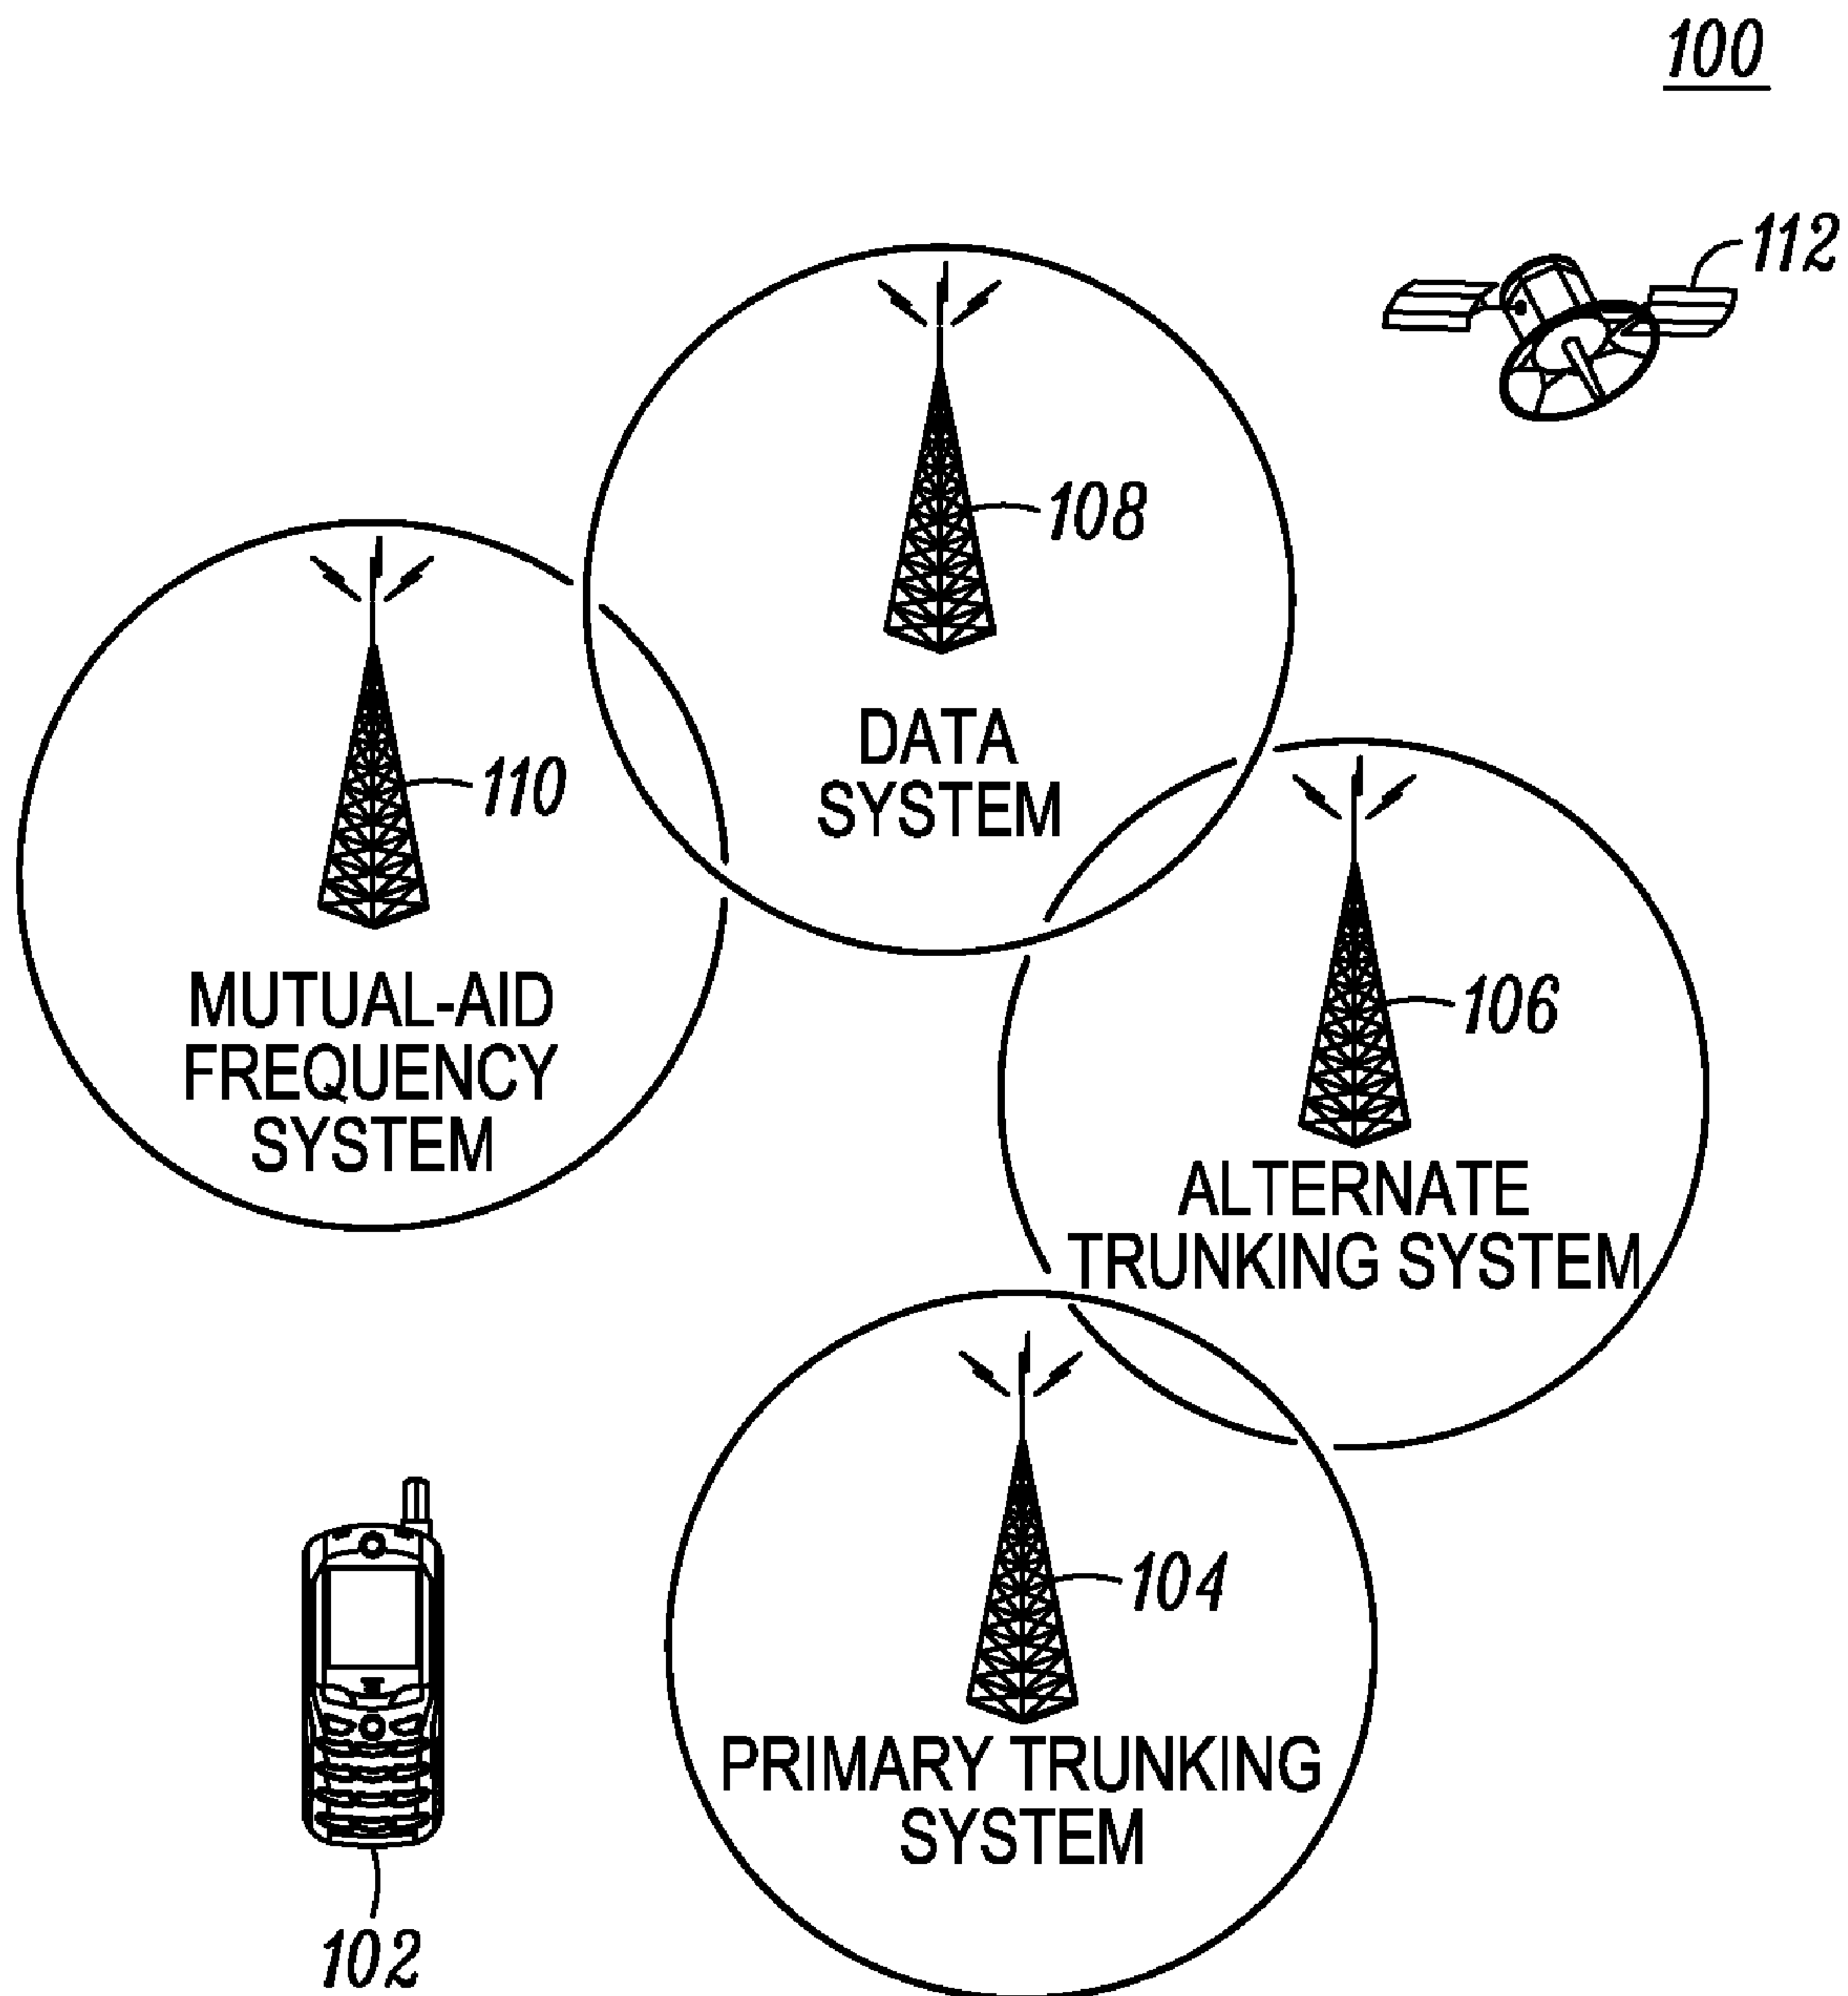 100
112
108
DATA
SYSTEM
110
MUTUAL-AID
FREQUENCY
SYSTEM
106
ALTERNATE
TRUNKING SYSTEM
104
PRIMARY TRUNKING
SYSTEM
102